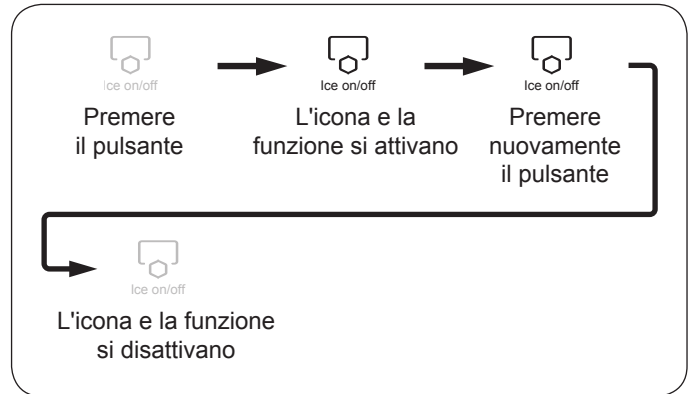 Ice on/off
Premere
il pulsante
Ice on/off
L'icona e la
funzione si attivano
Ice on/off
Premere
nuovamente
il pulsante
Ice on/off
L'icona e la funzione
si disattivano